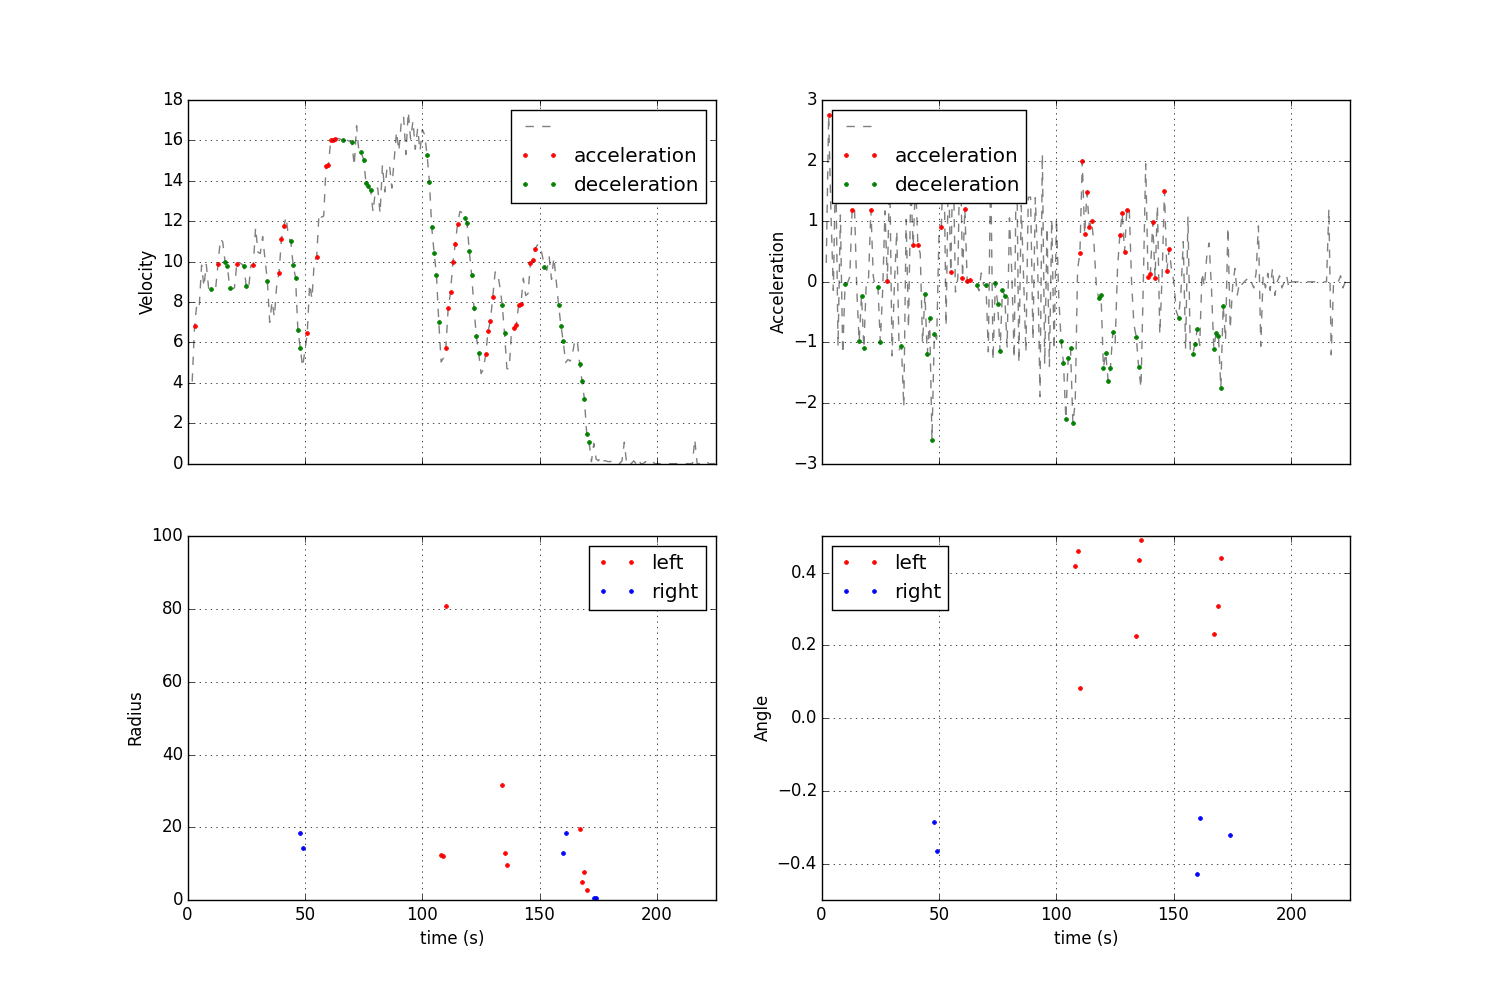 18
16
14
12
10
8
6
4
2
0
Velocity
acceleration
deceleration
3
2
1
0
−1
−2
−3
Acceleration
acceleration
deceleration
100
80
60
40
20
0
Radius
left
right
0 50 100 150 200
time (s)
0.4
0.2
0.0
−0.2
−0.4
Angle
left
right
0 50 100 150 200
time (s)